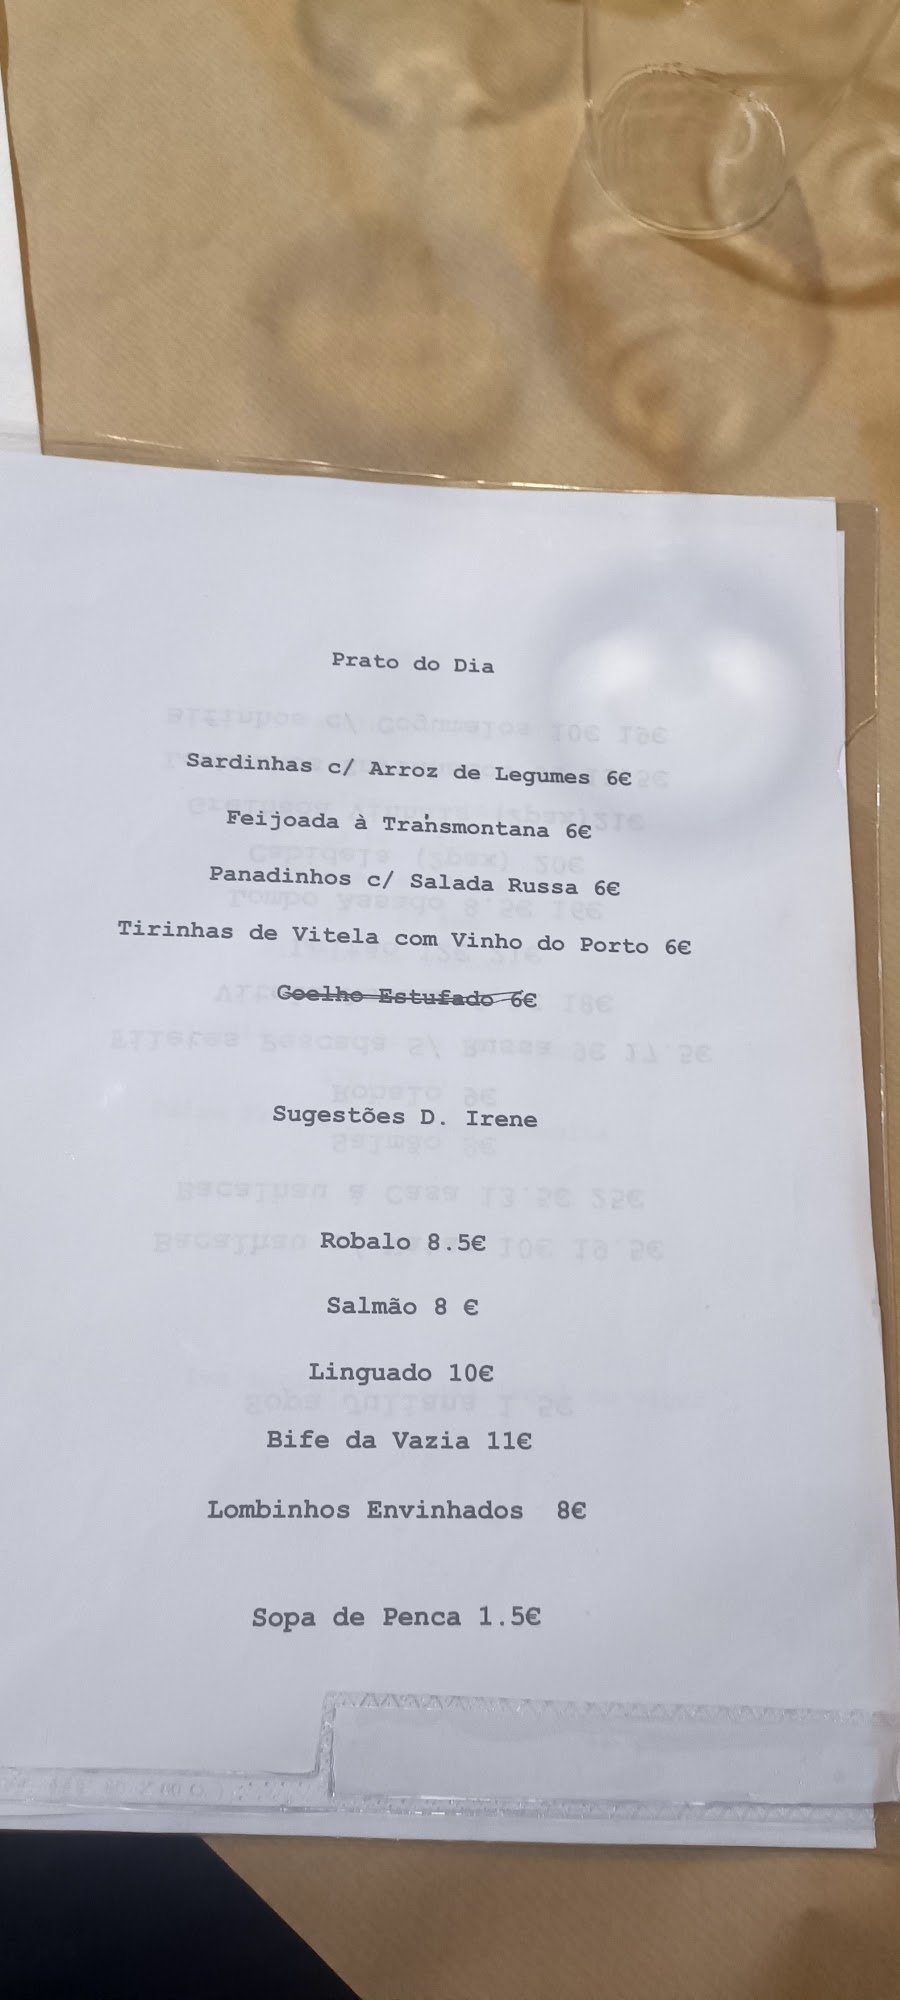 Prato do Dia
Sardinhas c/ Arroz de Legumes 6€
Feijoada à Transmontana 6€
Panadinhos c/ Salada Russa 6€
Tirinhas de Vitela com Vinho do Porto 6€
Coelho Estufado 6€
Sugestões D. Irene
Robalo 8.5€
Salmão 8 €
Linguado 10€
Bife da Vazia 11€
Lombinhos Envinhados 8€
Sopa de Penca 1.5€